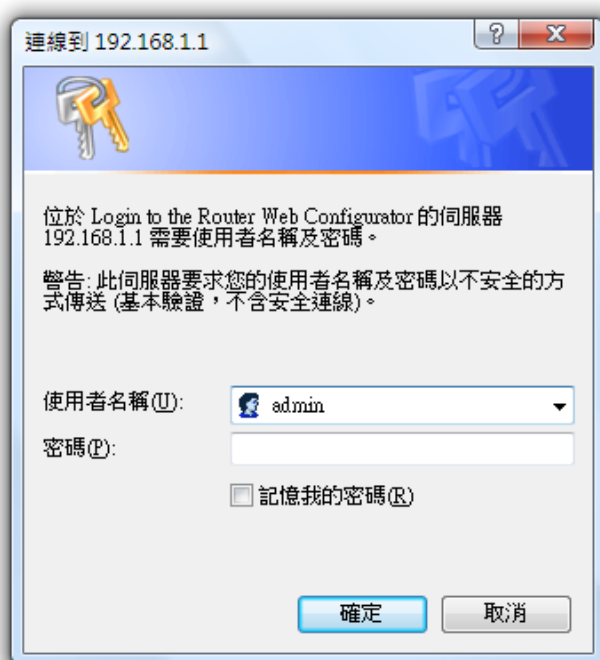 連線到 192.168.1.1
位於 Login to the Router Web Configurator 的伺服器
192.168.1.1 需要使用者名稱及密碼。
警告: 此伺服器要求您的使用者名稱及密碼以不安全的方
式傳送 (基本驗證，不含安全連線)。
使用者名稱(U):
admin
密碼(P):
記憶我的密碼(R)
確定
取消